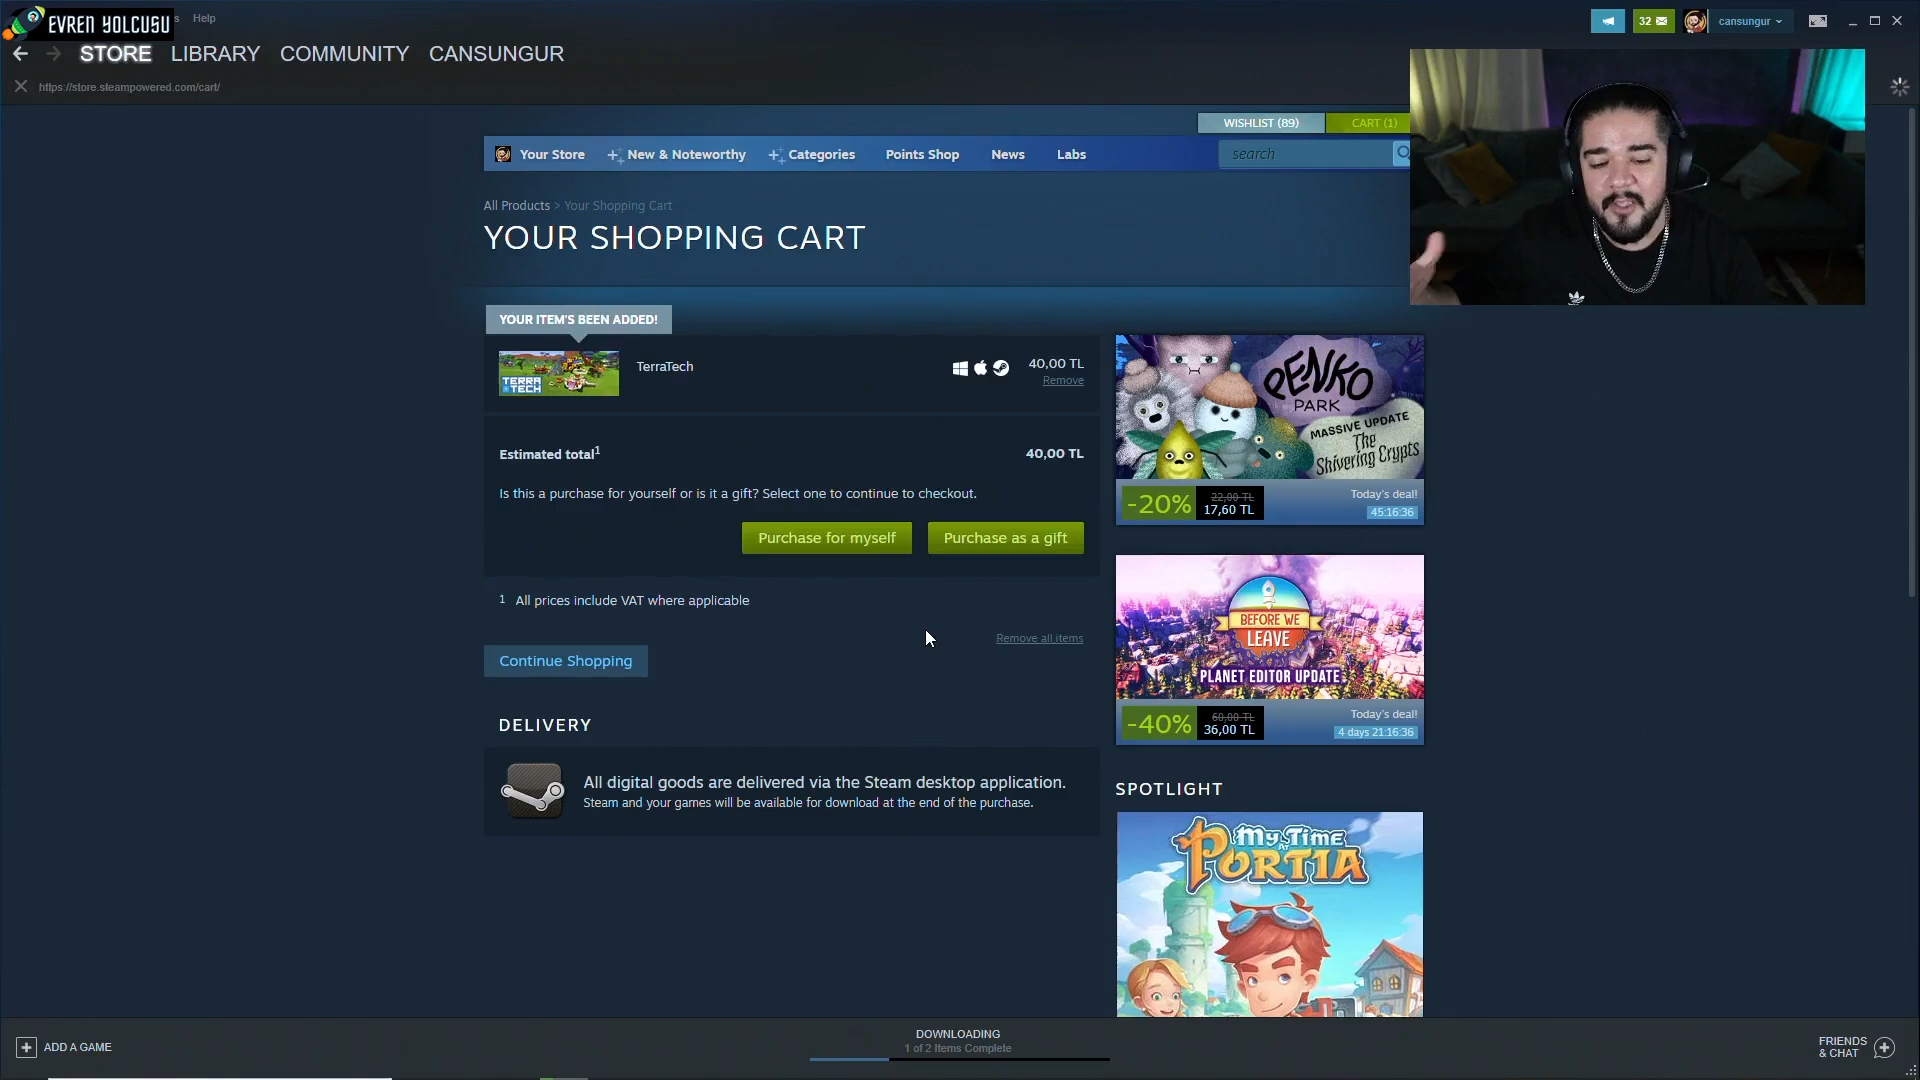 EVREN YOLCUSU
s
Help
32
cansungur
STORE
LIBRARY
COMMUNITY
CANSUNGUR
https://store.steampowered.com/cart/
WISHLIST (89)
CART (1)
Your Store
New & Noteworthy
Categories
Points Shop
News
Labs
search
All Products > Your Shopping Cart
YOUR SHOPPING CART
YOUR ITEM'S BEEN ADDED!
TERRA
TECH
TerraTech
40,00 TL
Remove
Estimated total1
40,00 TL
Is this a purchase for yourself or is it a gift? Select one to continue to checkout.
Purchase for myself
Purchase as a gift
1 All prices include VAT where applicable
Remove all items
Continue Shopping
DELIVERY
All digital goods are delivered via the Steam desktop application.
Steam and your games will be available for download at the end of the purchase.
PENKO
PARK
MASSIVE UPDATE
The
Shivering Crypts
-20%
22,00 TL
17,60 TL
Today's deal!
45:16:36
BEFORE WE
LEAVE
PLANET EDITOR UPDATE
-40%
60,00 TL
36,00 TL
Today's deal!
4 days 21:16:36
SPOTLIGHT
My Time
AT
PORTIA
ADD A GAME
DOWNLOADING
1 of 2 Items Complete
FRIENDS
& CHAT